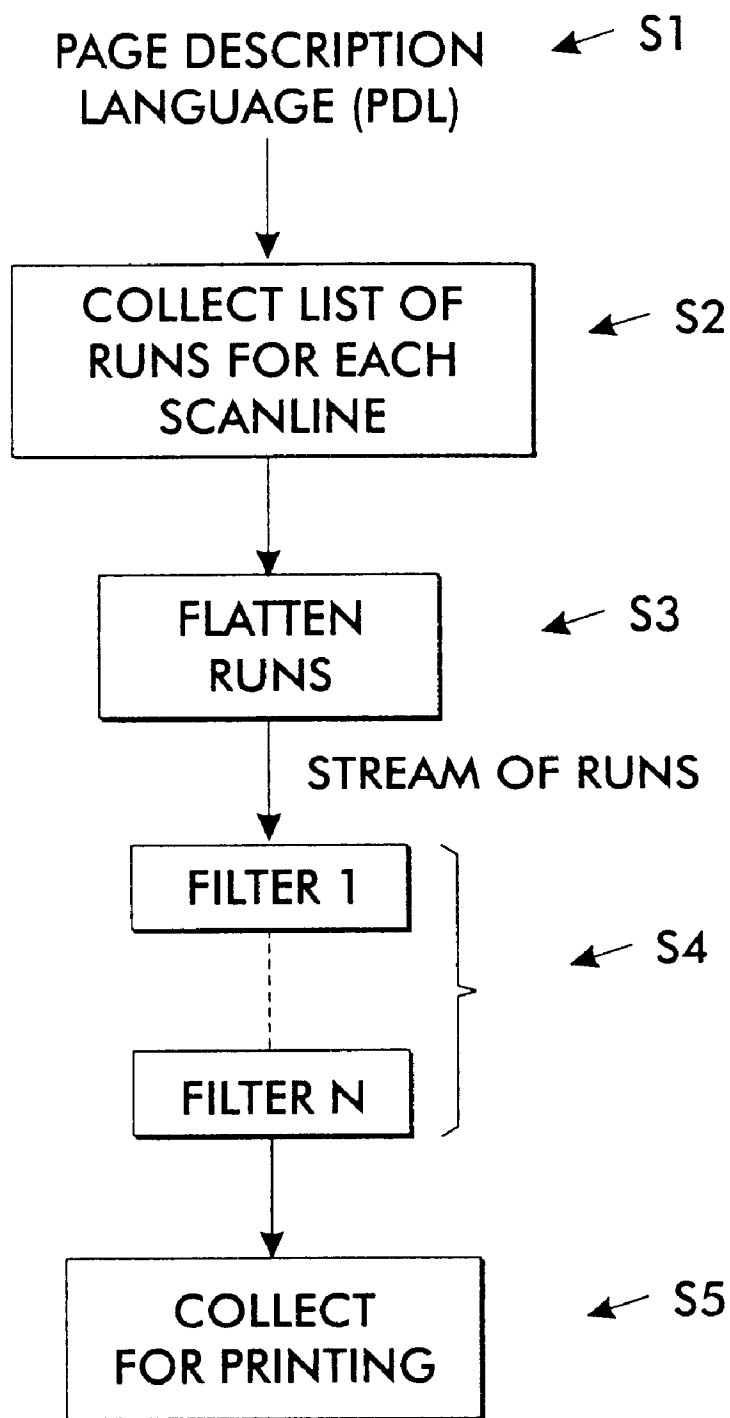 PAGE DESCRIPTION
LANGUAGE (PDL)
S1
COLLECT LIST OF
RUNS FOR EACH
SCANLINE
S2
FLATTEN
RUNS
S3
STREAM OF RUNS
FILTER 1
S4
FILTER N
COLLECT
FOR PRINTING
S5